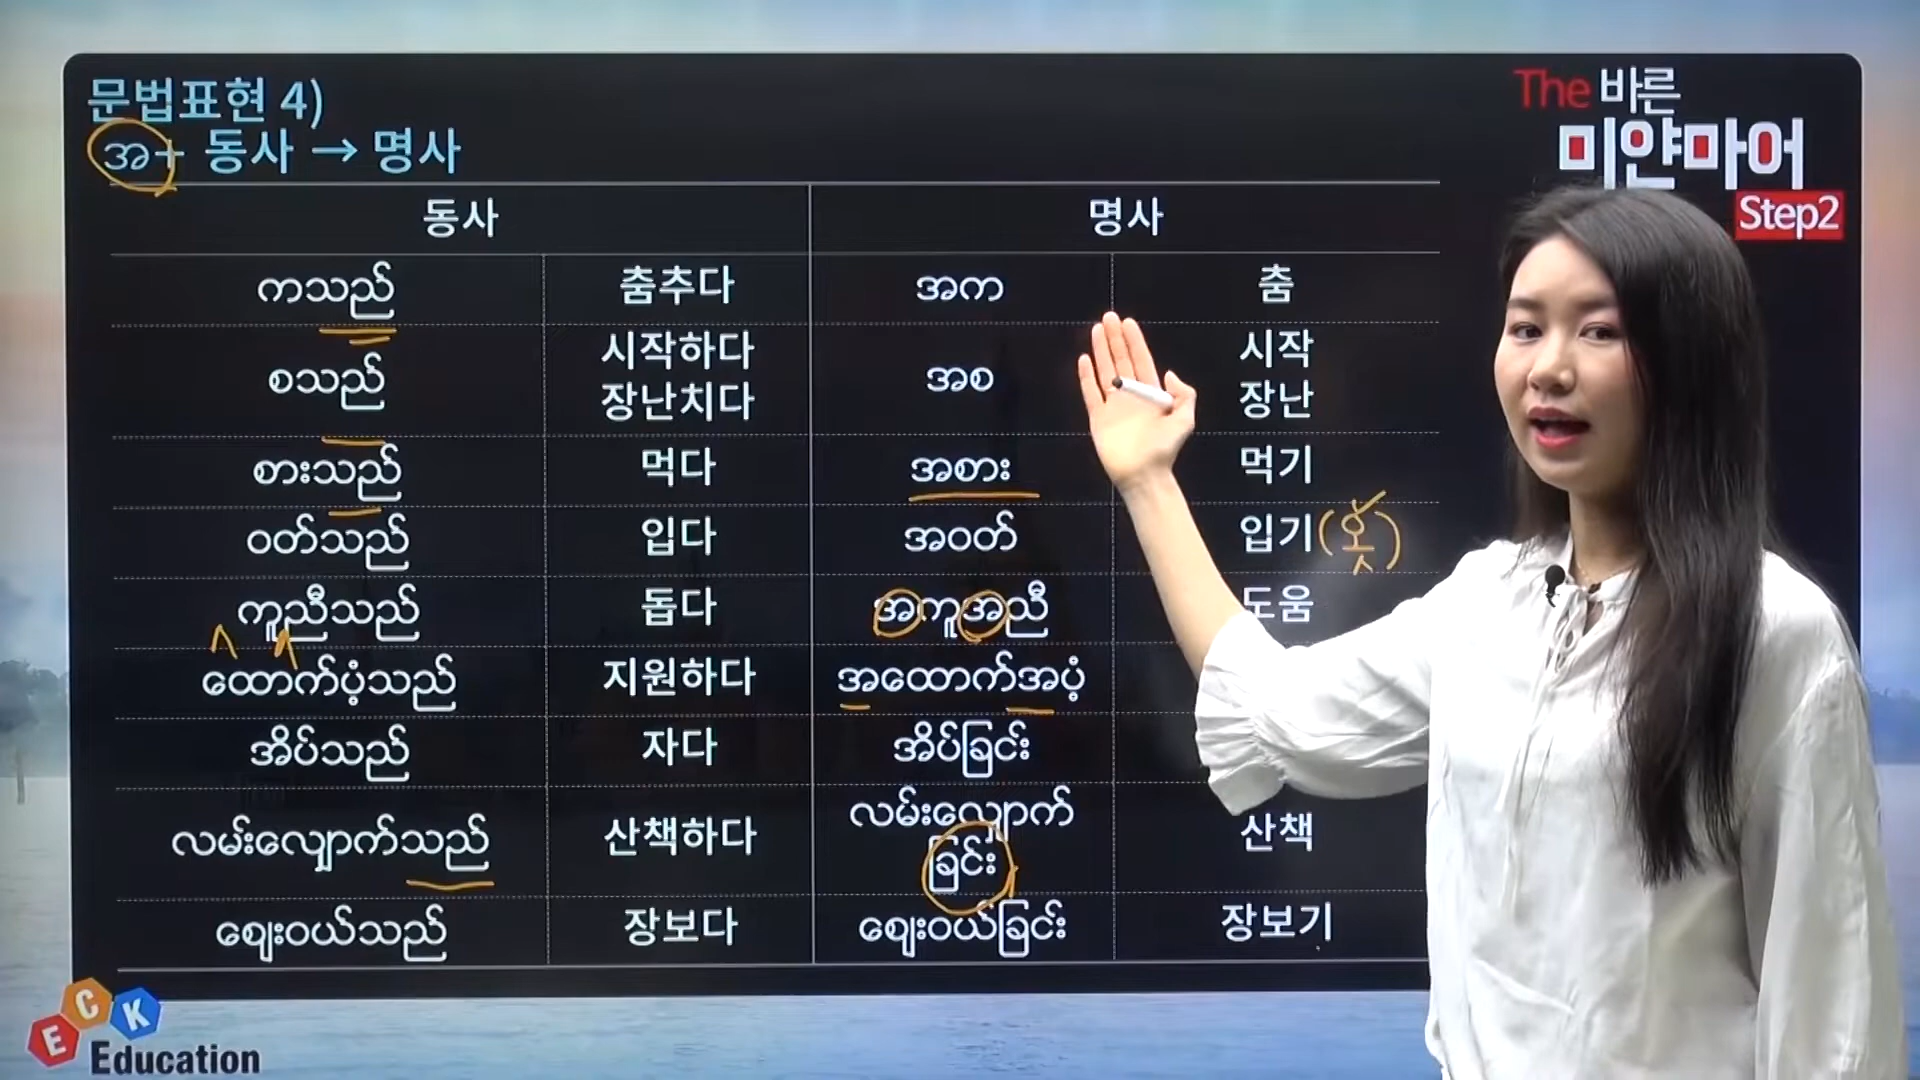 문법표현 4)
အ+ 동사 → 명사
The 바른
미얀마어
Step2
동사 명사
ကသည် 춤추다 အက 춤
စသည် 시작하다 အစ 시작
장난치다 장난
စားသည် 먹다 အစား 먹기
ဝတ်သည် 입다 အဝတ် 입기 (옷)
ကူညီသည် 돕다 အကူအညီ 도움
ထောက်ပံ့သည် 지원하다 အထောက်အပံ့
အိပ်သည် 자다 အိပ်ခြင်း
လမ်းလျှောက်သည် 산책하다 လမ်းလျှောက် 산책
ခြင်း
ဈေးဝယ်သည် 장보다 ဈေးဝယ်ခြင်း 장보기
ECK
Education